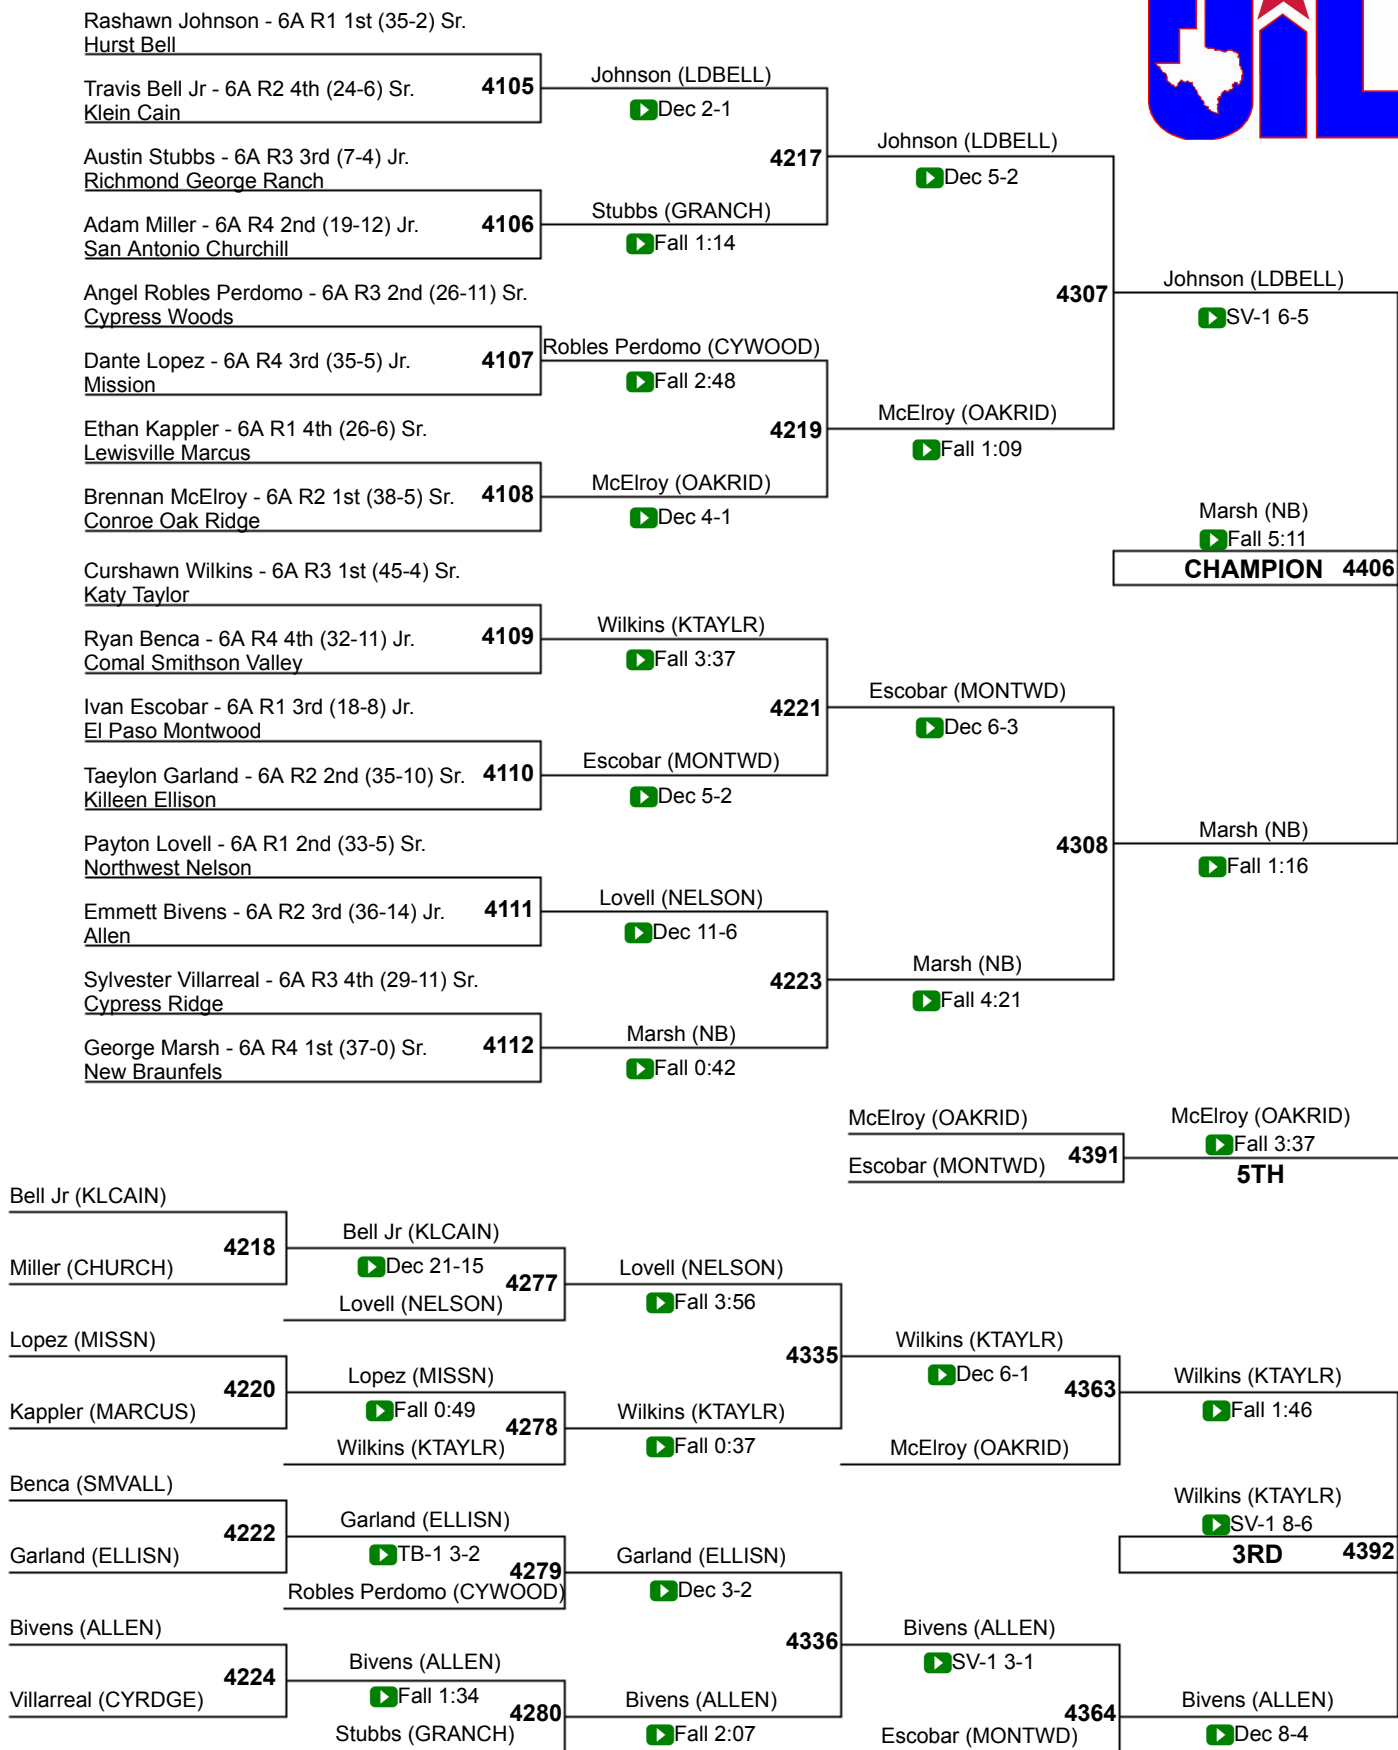 UIL
Rashawn Johnson - 6A R1 1st (35-2) Sr.
Hurst Bell
4105
Travis Bell Jr - 6A R2 4th (24-6) Sr.
Klein Cain
Johnson (LDBELL)
Dec 2-1
Austin Stubbs - 6A R3 3rd (7-4) Jr.
Richmond George Ranch
4106
Adam Miller - 6A R4 2nd (19-12) Jr.
San Antonio Churchill
Stubbs (GRANCH)
Fall 1:14
4217
Johnson (LDBELL)
Dec 5-2
Angel Robles Perdomo - 6A R3 2nd (26-11) Sr.
Cypress Woods
4107
Dante Lopez - 6A R4 3rd (35-5) Jr.
Mission
Robles Perdomo (CYWOOD)
Fall 2:48
Ethan Kappler - 6A R1 4th (26-6) Sr.
Lewisville Marcus
4108
Brennan McElroy - 6A R2 1st (38-5) Sr.
Conroe Oak Ridge
McElroy (OAKRID)
Dec 4-1
4219
McElroy (OAKRID)
Fall 1:09
4307
Johnson (LDBELL)
SV-1 6-5
Curshawn Wilkins - 6A R3 1st (45-4) Sr.
Katy Taylor
4109
Ryan Benca - 6A R4 4th (32-11) Jr.
Comal Smithson Valley
Wilkins (KTAYLR)
Fall 3:37
Ivan Escobar - 6A R1 3rd (18-8) Jr.
El Paso Montwood
4110
Taeylon Garland - 6A R2 2nd (35-10) Sr.
Killeen Ellison
Escobar (MONTWD)
Dec 5-2
4221
Escobar (MONTWD)
Dec 6-3
Payton Lovell - 6A R1 2nd (33-5) Sr.
Northwest Nelson
4111
Emmett Bivens - 6A R2 3rd (36-14) Jr.
Allen
Lovell (NELSON)
Dec 11-6
Sylvester Villarreal - 6A R3 4th (29-11) Sr.
Cypress Ridge
4112
George Marsh - 6A R4 1st (37-0) Sr.
New Braunfels
Marsh (NB)
Fall 0:42
4223
Marsh (NB)
Fall 4:21
4308
Marsh (NB)
Fall 1:16
Marsh (NB)
Fall 5:11
CHAMPION 4406
McElroy (OAKRID)
Escobar (MONTWD)
4391
McElroy (OAKRID)
Fall 3:37
5TH
Bell Jr (KLCAIN)
4218
Miller (CHURCH)
Bell Jr (KLCAIN)
Dec 21-15
4277
Lovell (NELSON)
Lovell (NELSON)
Fall 3:56
Lopez (MISSN)
4220
Kappler (MARCUS)
Lopez (MISSN)
Fall 0:49
4278
Wilkins (KTAYLR)
Wilkins (KTAYLR)
Fall 0:37
4335
Wilkins (KTAYLR)
Dec 6-1
4363
McElroy (OAKRID)
Wilkins (KTAYLR)
Fall 1:46
Benca (SMVALL)
4222
Garland (ELLISN)
Garland (ELLISN)
TB-1 3-2
4279
Robles Perdomo (CYWOOD)
Garland (ELLISN)
Dec 3-2
Bivens (ALLEN)
4224
Villarreal (CYRDGE)
Bivens (ALLEN)
Fall 1:34
4280
Stubbs (GRANCH)
Bivens (ALLEN)
Fall 2:07
4336
Bivens (ALLEN)
SV-1 3-1
4364
Escobar (MONTWD)
Bivens (ALLEN)
Dec 8-4
Wilkins (KTAYLR)
SV-1 8-6
3RD 4392